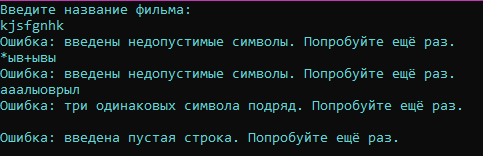 Введите название фильма:
kjsfgnhk
Ошибка: введены недопустимые символы. Попробуйте ещё раз.
*ыв+ывы
Ошибка: введены недопустимые символы. Попробуйте ещё раз.
ааалыоврыл
Ошибка: три одинаковых символа подряд. Попробуйте ещё раз.
Ошибка: введена пустая строка. Попробуйте ещё раз.